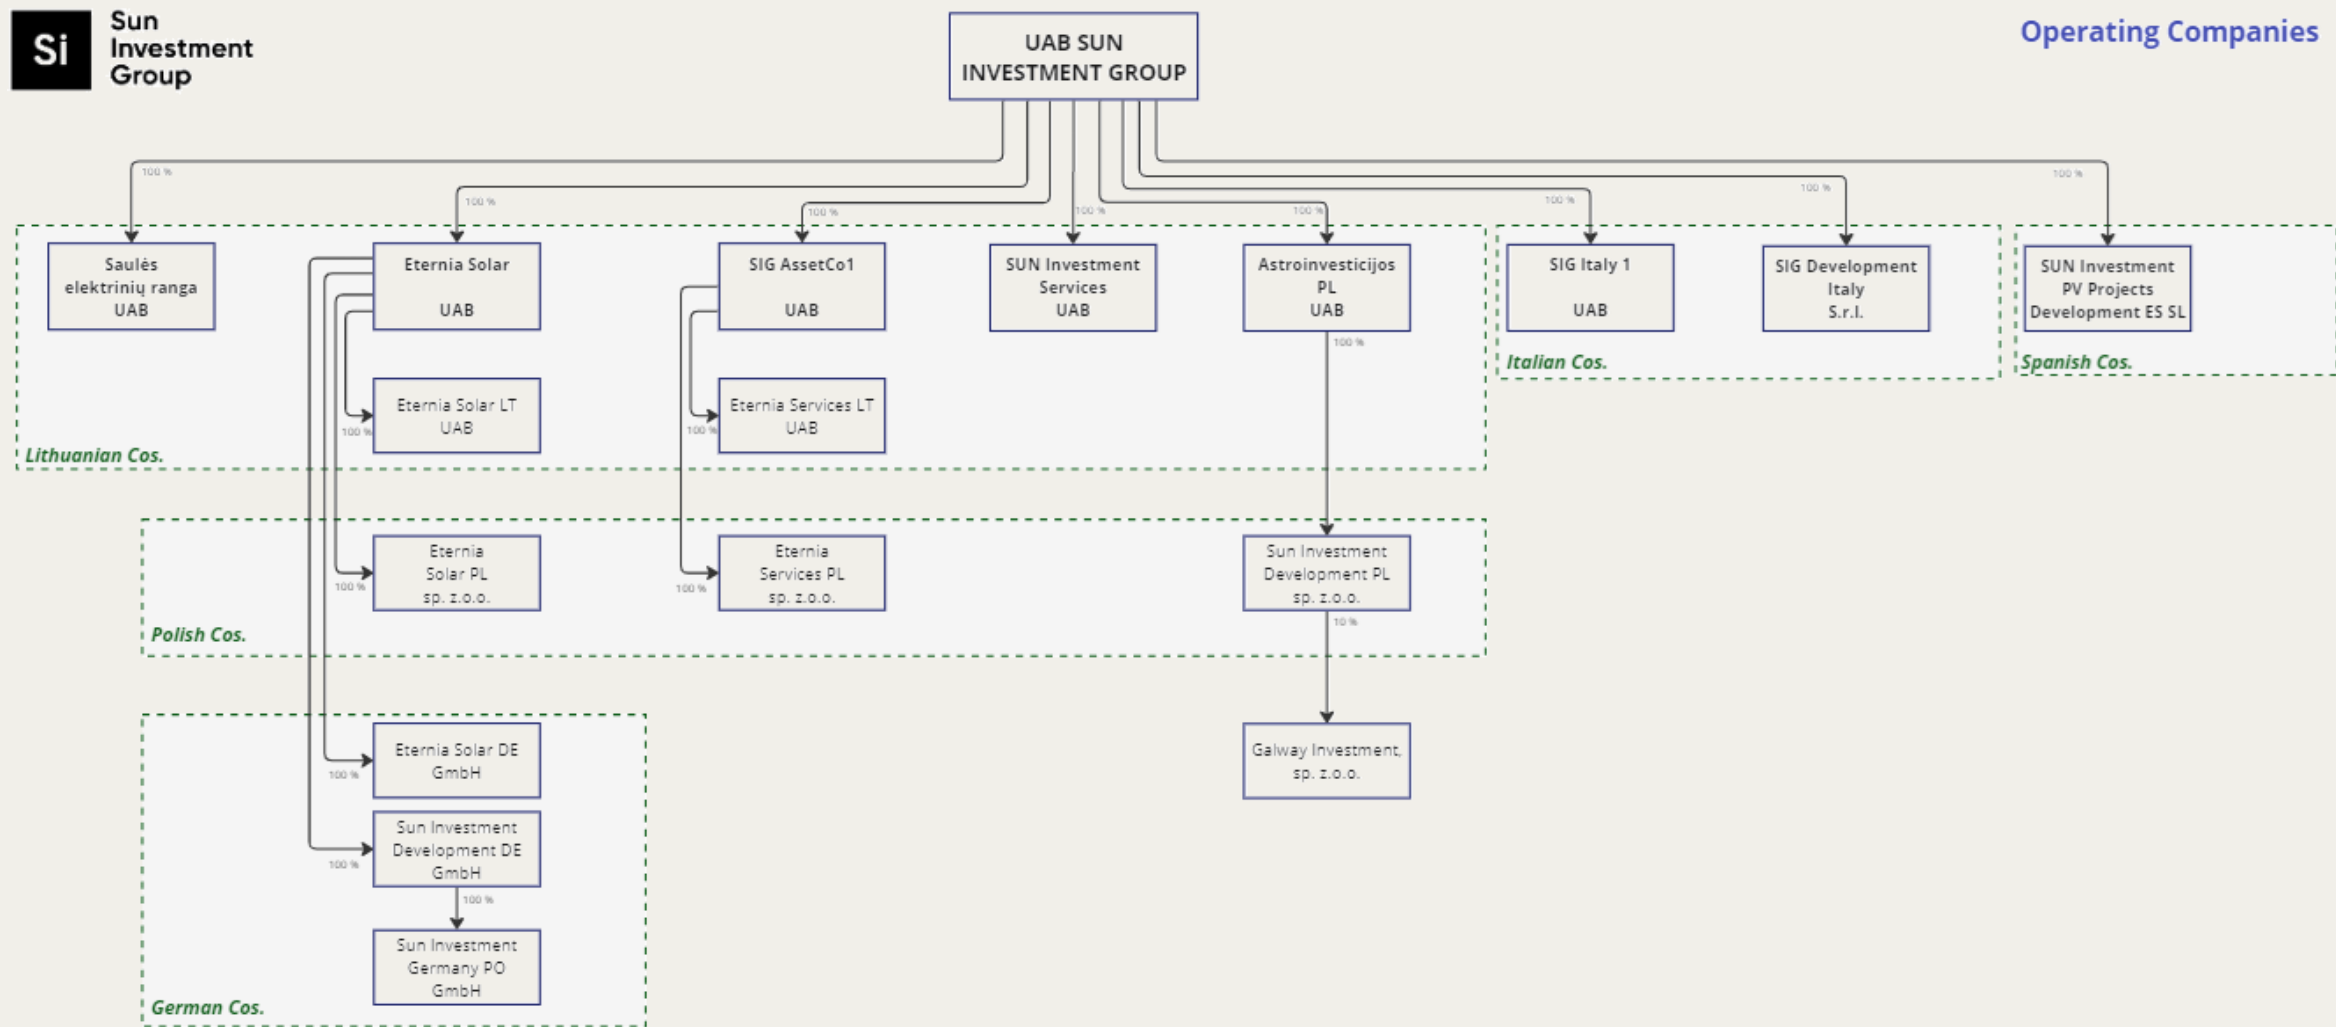 Si
Sun
Investment
Group
UAB SUN
INVESTMENT GROUP
Operating Companies
100 %
100 %
100 %
100 %
100 %
100 %
100 %
100 %
Saulės
elektrinių ranga
UAB
Eternia Solar
UAB
SIG AssetCo1
UAB
SUN Investment
Services
UAB
Astroinvesticijos
PL
UAB
SIG Italy 1
UAB
SIG Development
Italy
S.r.l.
SUN Investment
PV Projects
Development ES SL
100 %
Italian Cos.
Spanish Cos.
Eternia Solar LT
UAB
100 %
Eternia Services LT
UAB
100 %
Lithuanian Cos.
Eternia
Solar PL
sp. z.o.o.
100 %
Eternia
Services PL
sp. z.o.o.
100 %
Sun Investment
Development PL
sp. z.o.o.
10 %
Polish Cos.
Eternia Solar DE
GmbH
100 %
Galway Investment,
sp. z.o.o.
Sun Investment
Development DE
GmbH
100 %
100 %
Sun Investment
Germany PO
GmbH
German Cos.